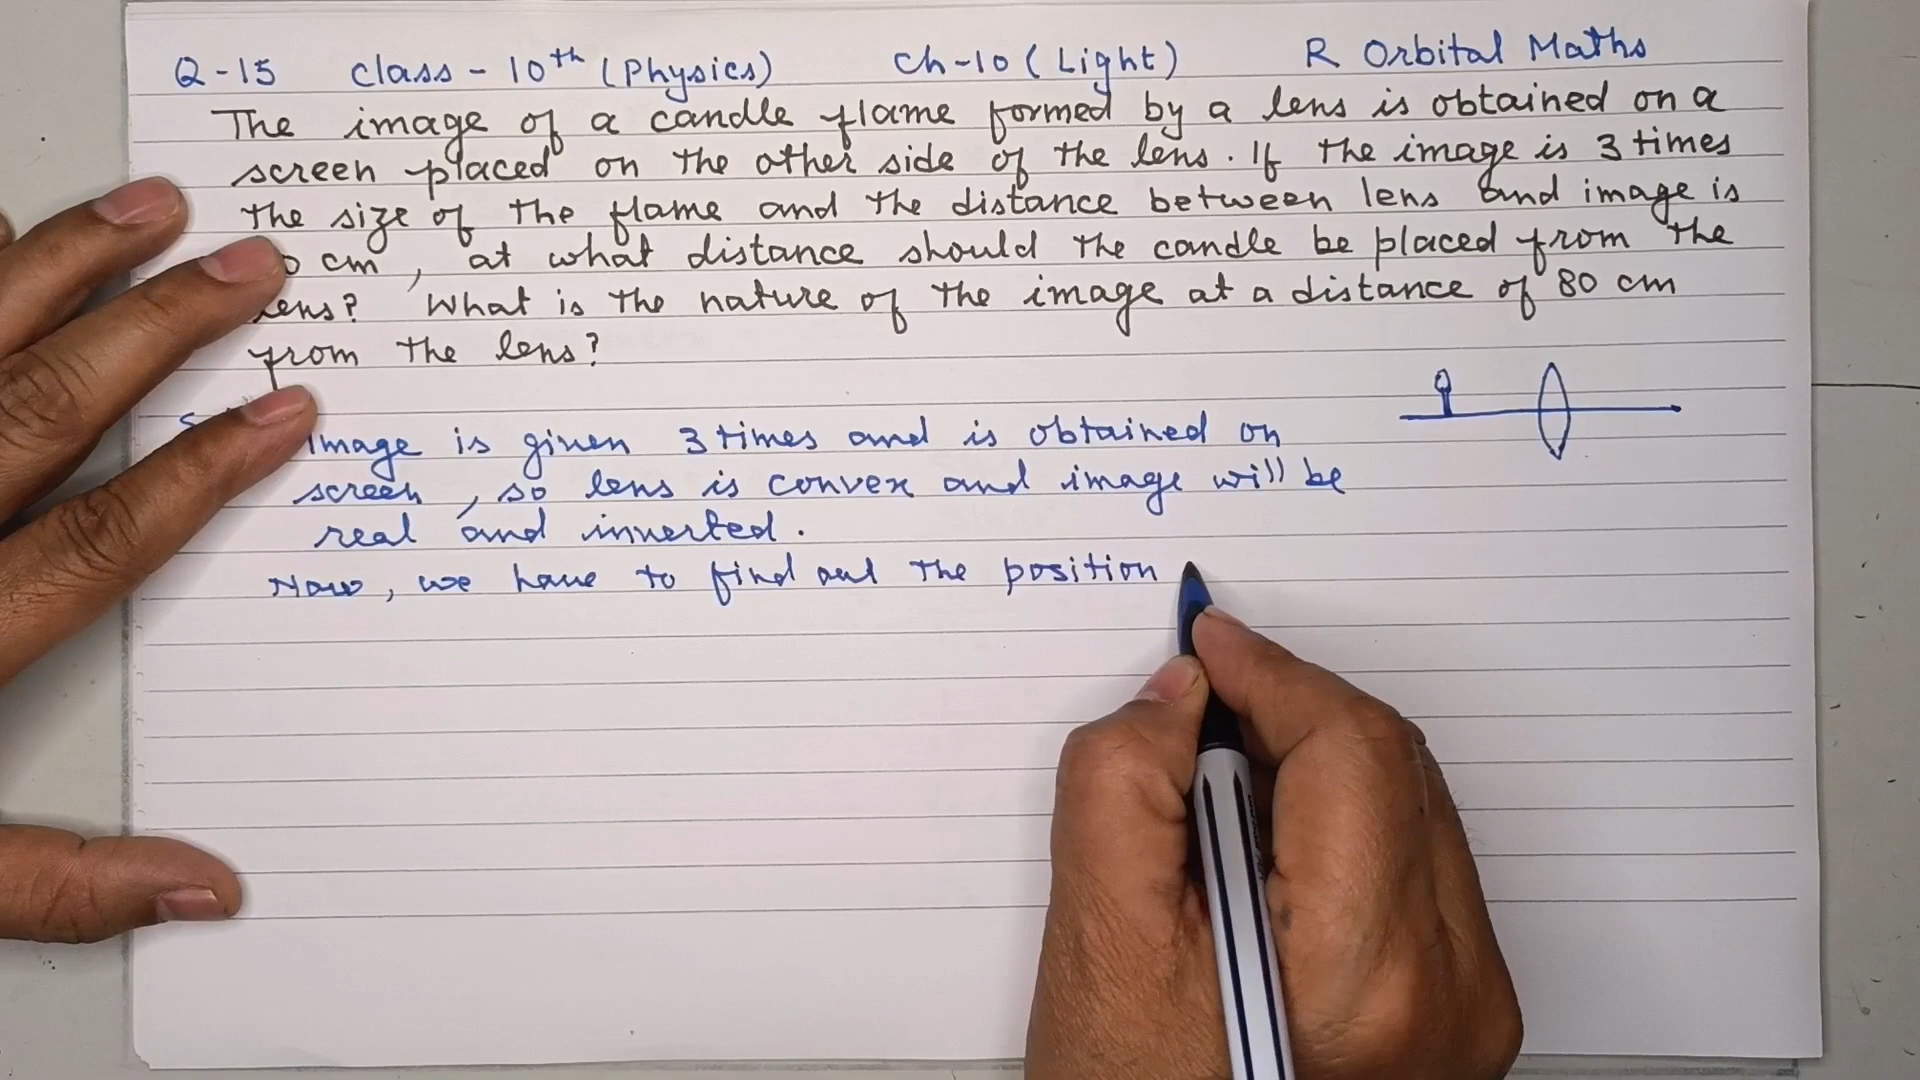 Q-15 Class - 10th (Physics) Ch-10 (Light) R Orbital Maths
The image of a candle flame formed by a lens is obtained on a
screen placed on the other side of the lens. If the image is 3 times
the size of the flame and the distance between lens and image is
0 cm, at what distance should the candle be placed from the
lens? What is the nature of the image at a distance of 80 cm
from the lens?
Image is given 3 times and is obtained on
screen, so lens is convex and image will be
real and inverted.
Now, we have to find out the position